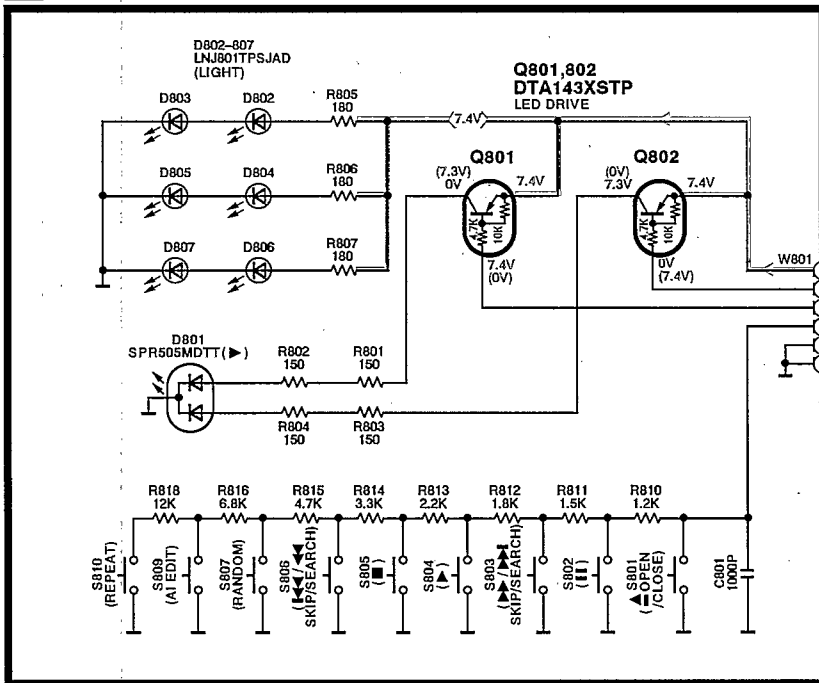 D802–807
LNJ801TPSJAD
(LIGHT)
Q801,802
DTA143XSTP
LED DRIVE
D803
D802
R805
180
7.4V
Q801
Q802
D805
D804
R806
180
(7.3V)
0V
7.4V
(0V)
7.3V
7.4V
4.7K
10K
4.7K
10K
D807
D806
R807
180
7.4V
(0V)
0V
(7.4V)
W801
D801
SPR505MDTT(▶)
R802
150
R801
150
R804
150
R803
150
R818
12K
R816
6.8K
R815
4.7K
R814
3.3K
R813
2.2K
R812
1.8K
R811
1.5K
R810
1.2K
S810
(REPEAT)
S809
(AI EDIT)
S807
(RANDOM)
S806
(I◀◀/◀◀)
SKIP/SEARCH)
S805
(■)
S804
(▶)
S803
(▶▶/▶▶I)
SKIP/SEARCH)
S802
(II)
S801
(▲OPEN
/CLOSE)
C801
1000P